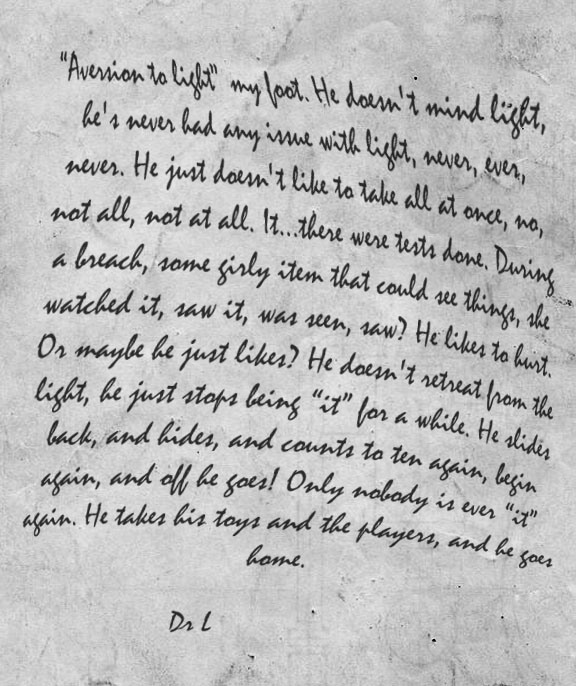 "Aversion to light" my foot. He doesn't mind light,
he's never had any issue with light, never, ever,
never. He just doesn't like to take all at once, no,
not all, not at all. It...there were tests done. During
a breach, some girly item that could see things, she
watched it, saw it, was seen, saw? He likes to hurt.
Or maybe he just likes? He doesn't retreat from the
light, he just stops being "it" for a while. He slides
back, and hides, and counts to ten again, begin
again, and off he goes! Only nobody is ever "it"
again. He takes his toys and the players, and he goes
home.
Dr L